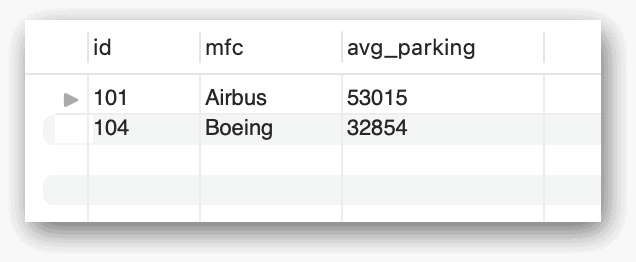 id mfc avg_parking
101 Airbus 53015
104 Boeing 32854